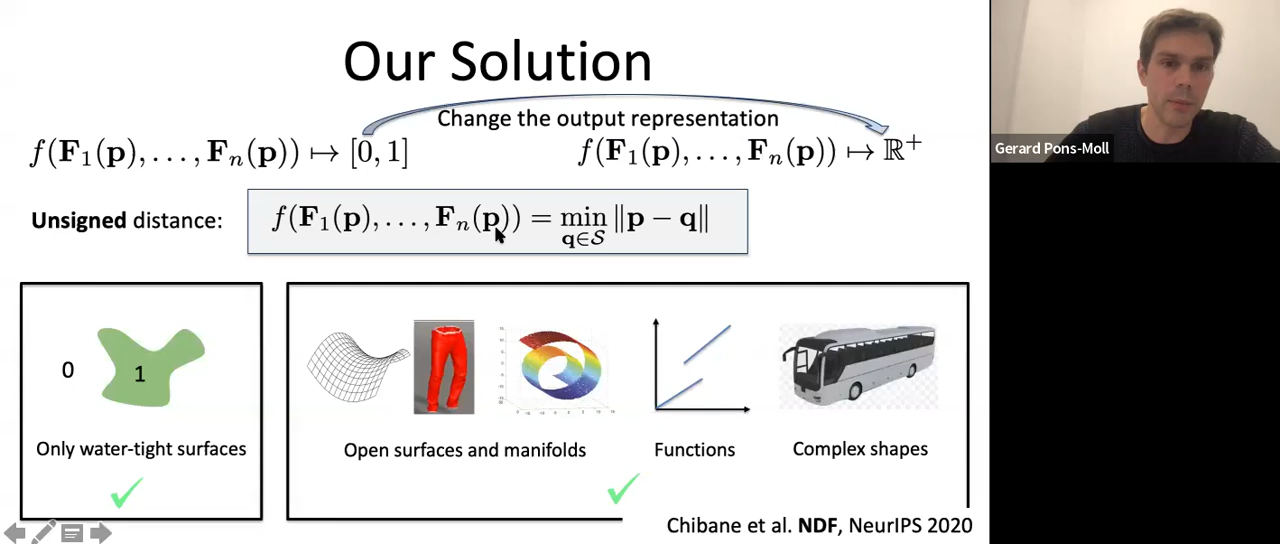 Our Solution
Change the output representation
f(F₁(p), …, Fₙ(p)) ↦ [0, 1]
f(F₁(p), …, Fₙ(p)) ↦ ℝ⁺
Unsigned distance:
f(F₁(p), …, Fₙ(p)) = min_{q∈𝒮} ‖p − q‖
0
1
Only water-tight surfaces
Open surfaces and manifolds
Functions
Complex shapes
Chibane et al. NDF, NeurIPS 2020
Gerard Pons-Moll